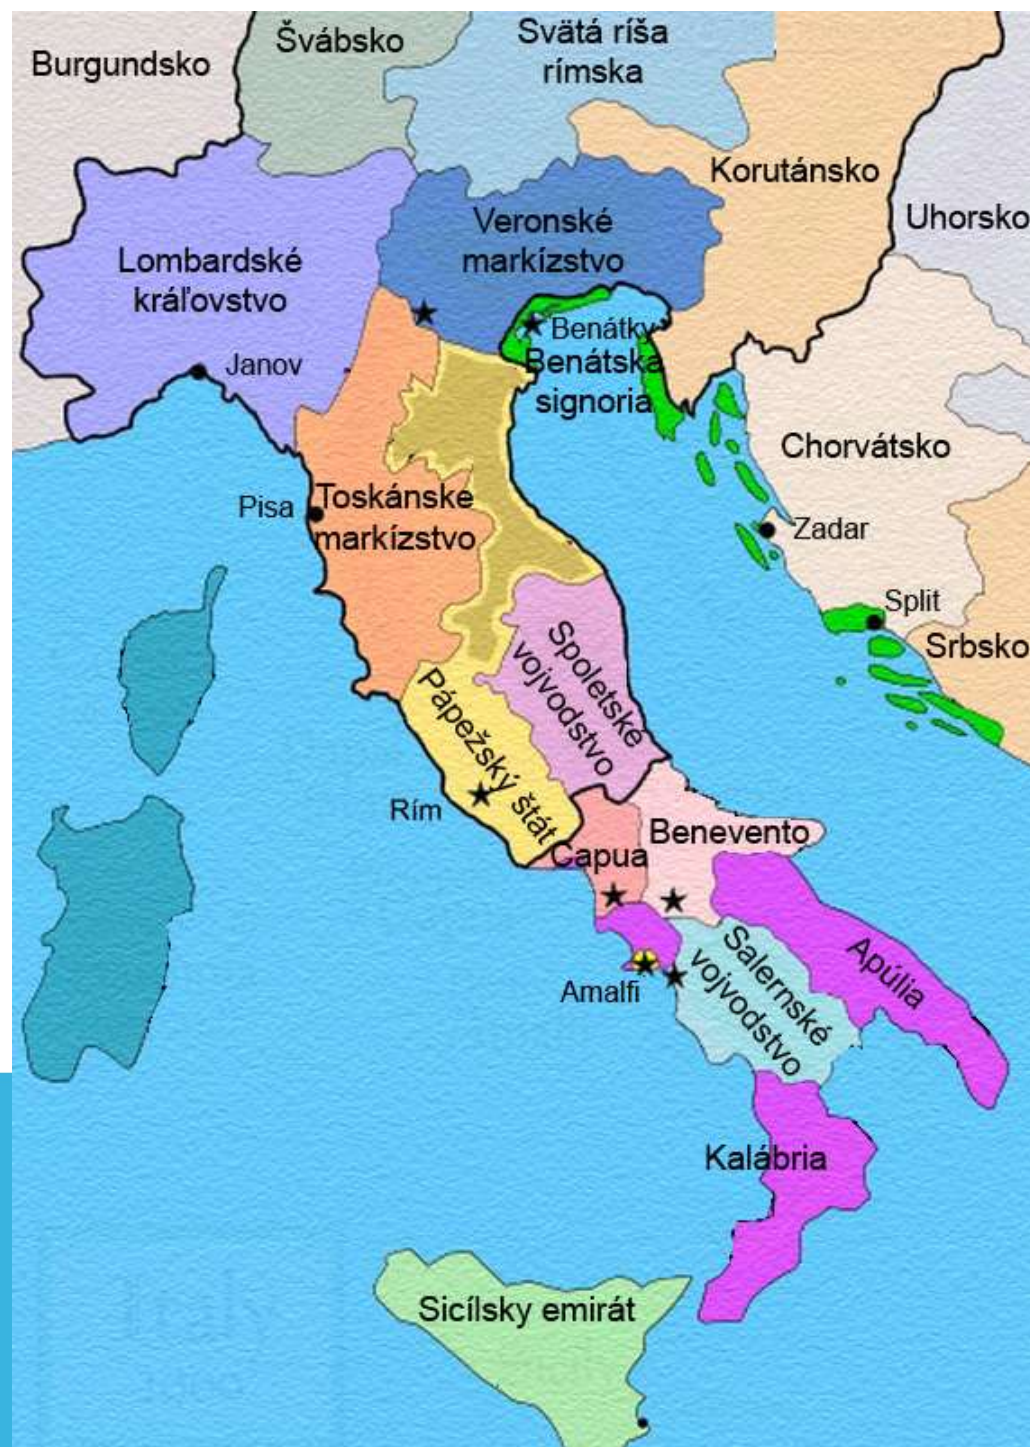 Švábsko
Svätá ríša
rímska
Burgundsko
Korutánsko
Uhorsko
Veronské
markízstvo
Lombardské
kráľovstvo
Benátky
Benátska
signoria
Janov
Chorvátsko
Toskánske
markízstvo
Pisa
Zadar
Split
Srbsko
Spoletské
vojvodstvo
Pápežský štát
Rím
Benevento
Capua
Salernské
vojvodstvo
Apúlia
Amalfi
Kalábria
Sicílsky emirát